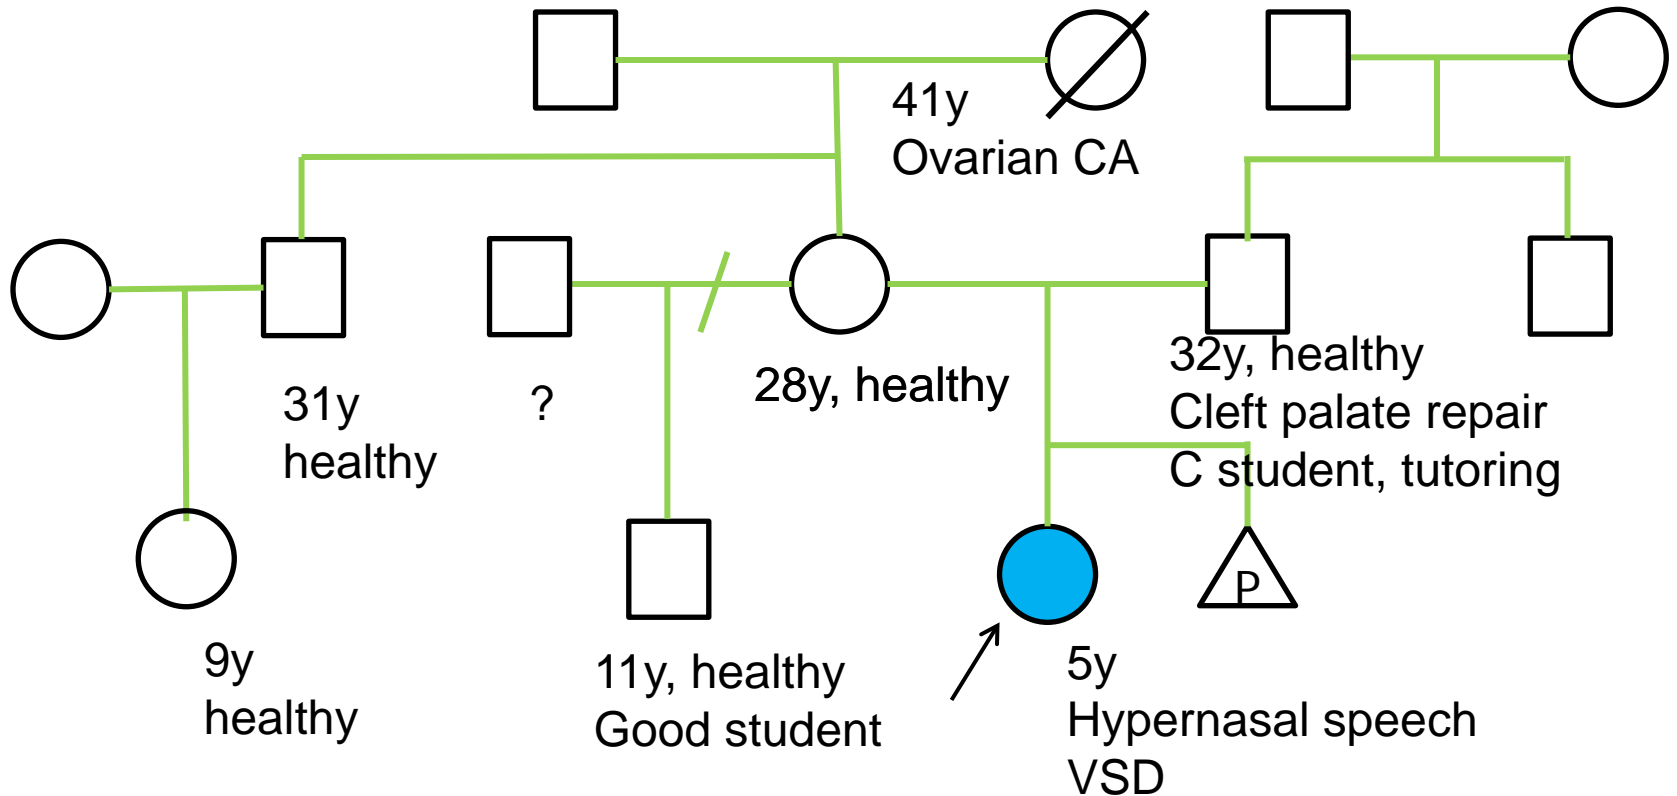 41y
Ovarian CA
31y
healthy
?
28y, healthy
32y, healthy
Cleft palate repair
C student, tutoring
P
9y
healthy
11y, healthy
Good student
5y
Hypernasal speech
VSD